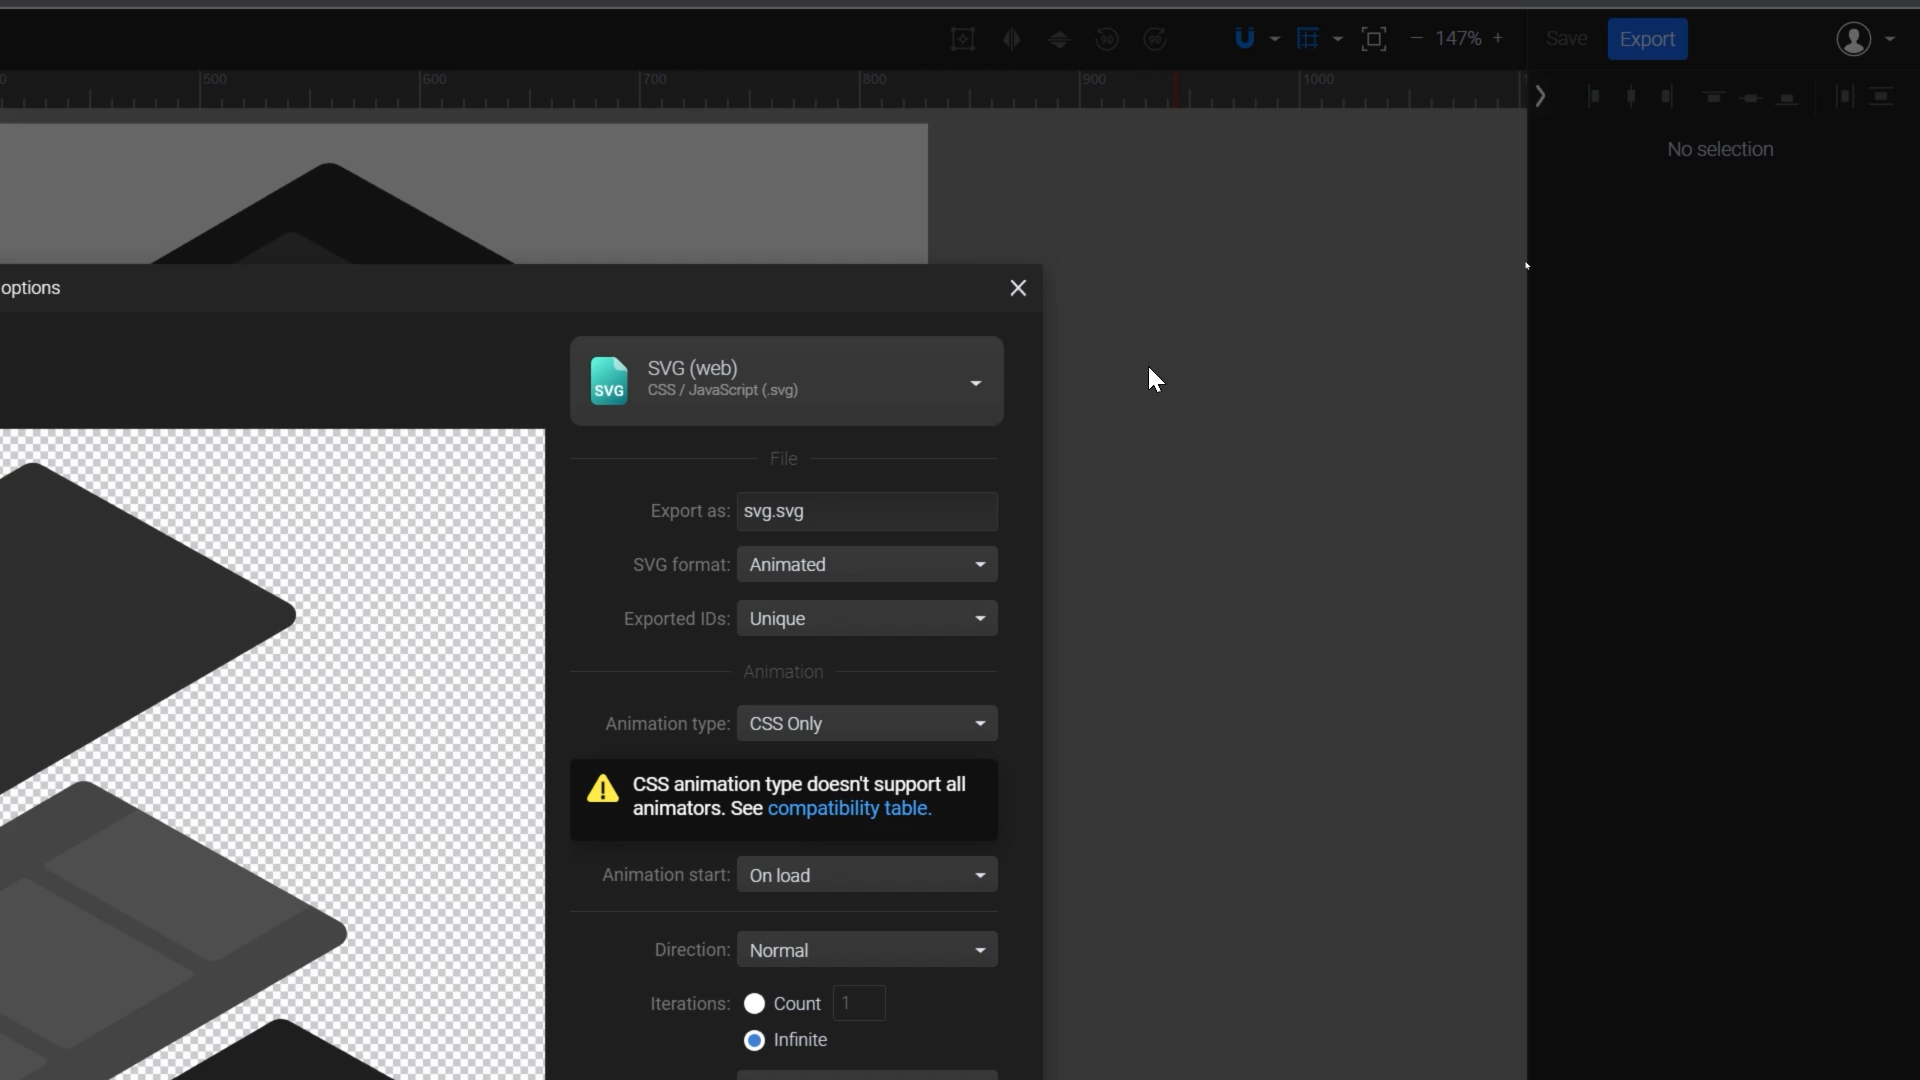 147%
Save
Export
500
600
700
800
900
1000
No selection
options
SVG
SVG (web)
CSS / JavaScript (.svg)
File
Export as: svg.svg
SVG format: Animated
Exported IDs: Unique
Animation
Animation type: CSS Only
CSS animation type doesn't support all
animators. See compatibility table.
Animation start: On load
Direction: Normal
Iterations: Count 1
Infinite